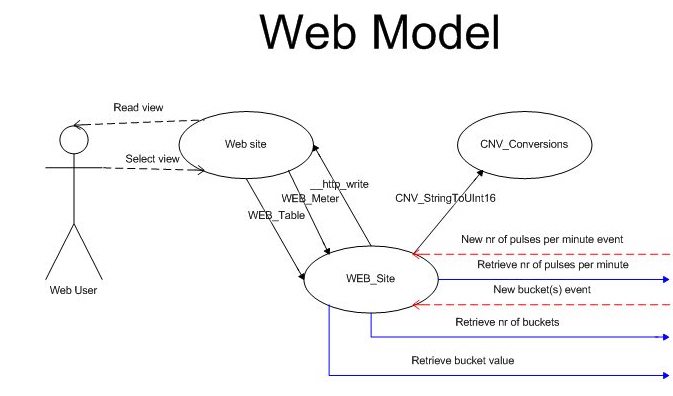 Web Model
Read view
Web site
CNV_Conversions
Select view
__http_write
WEB_Meter
CNV_StringToUInt16
WEB_Table
New nr of pulses per minute event
Retrieve nr of pulses per minute
WEB_Site
Web User
New bucket(s) event
Retrieve nr of buckets
Retrieve bucket value